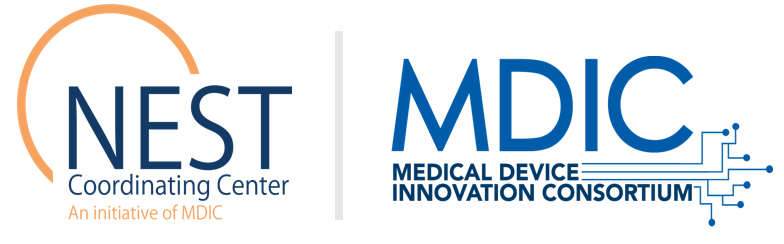 NEST
Coordinating Center
An initiative of MDIC
MDIC
MEDICAL DEVICE
INNOVATION CONSORTIUM